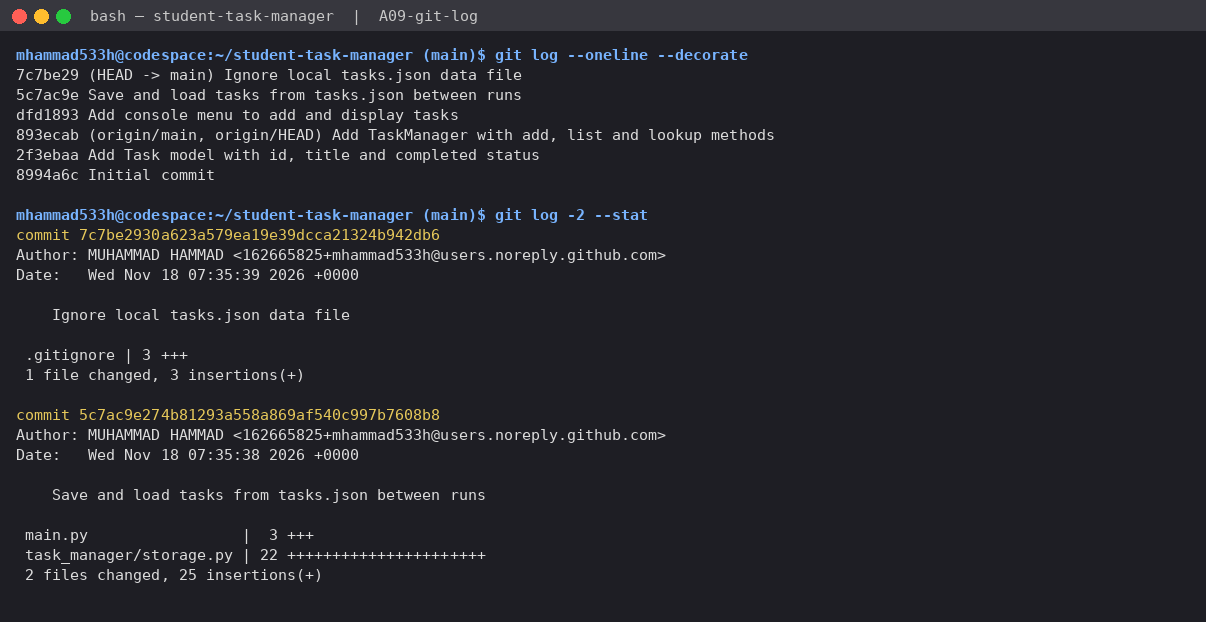 bash — student-task-manager | A09-git-log
mhammad533h@codespace:~/student-task-manager (main)$ git log --oneline --decorate
7c7be29 (HEAD -> main) Ignore local tasks.json data file
5c7ac9e Save and load tasks from tasks.json between runs
dfd1893 Add console menu to add and display tasks
893ecab (origin/main, origin/HEAD) Add TaskManager with add, list and lookup methods
2f3ebaa Add Task model with id, title and completed status
8994a6c Initial commit
mhammad533h@codespace:~/student-task-manager (main)$ git log -2 --stat
commit 7c7be2930a623a579ea19e39dcca21324b942db6
Author: MUHAMMAD HAMMAD <162665825+mhammad533h@users.noreply.github.com>
Date:   Wed Nov 18 07:35:39 2026 +0000
    Ignore local tasks.json data file
 .gitignore | 3 +++
 1 file changed, 3 insertions(+)
commit 5c7ac9e274b81293a558a869af540c997b7608b8
Author: MUHAMMAD HAMMAD <162665825+mhammad533h@users.noreply.github.com>
Date:   Wed Nov 18 07:35:38 2026 +0000
    Save and load tasks from tasks.json between runs
 main.py                 |  3 +++
 task_manager/storage.py | 22 ++++++++++++++++++++++
 2 files changed, 25 insertions(+)